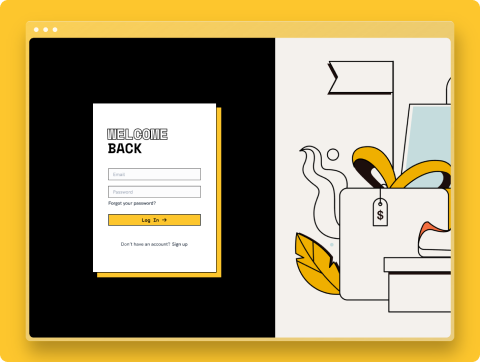 WELCOME
BACK
Email
Password
Forgot your password?
Log In →
Don't have an account? Sign up
$